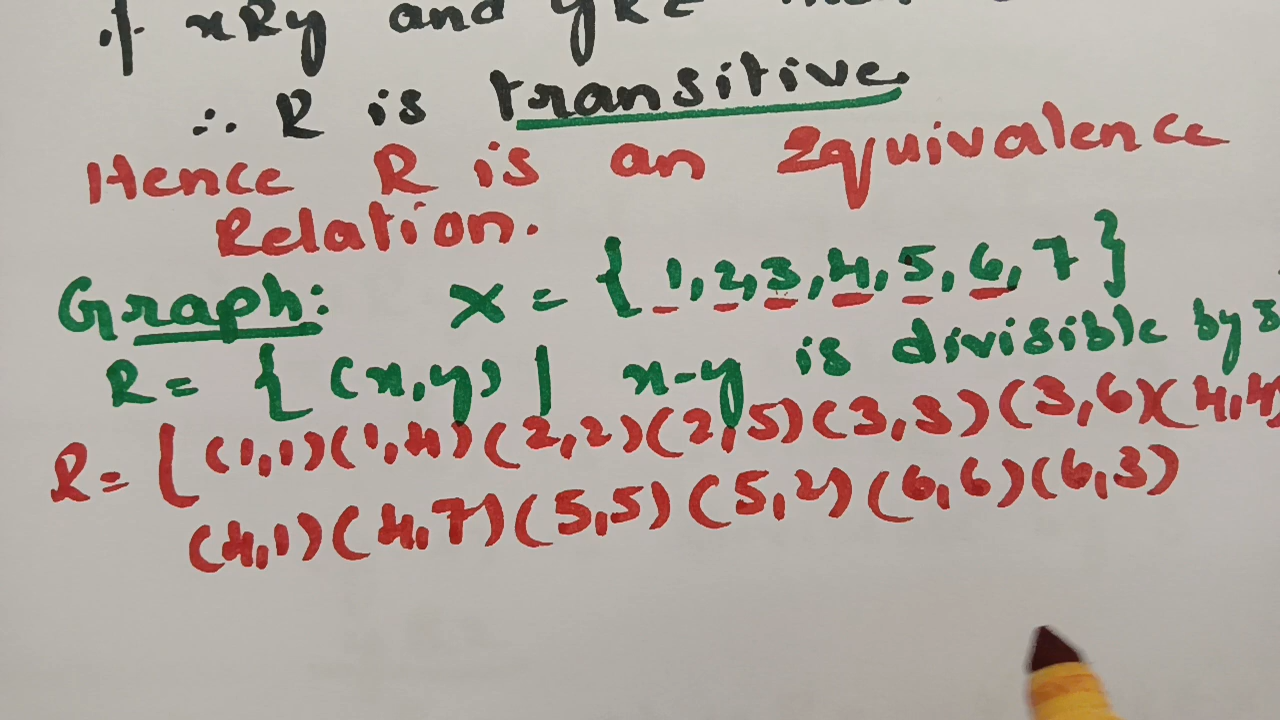 if xRy and yRz
∴ R is transitive.
Hence R is an Equivalence
Relation.
Graph: X = { 1, 2, 3, 4, 5, 6, 7 }
R = { (x,y) | x-y is divisible by 3
R = { (1,1)(1,4)(2,2)(2,5)(3,3)(3,6)(4,4)
(4,1)(4,7)(5,5)(5,2)(6,6)(6,3)